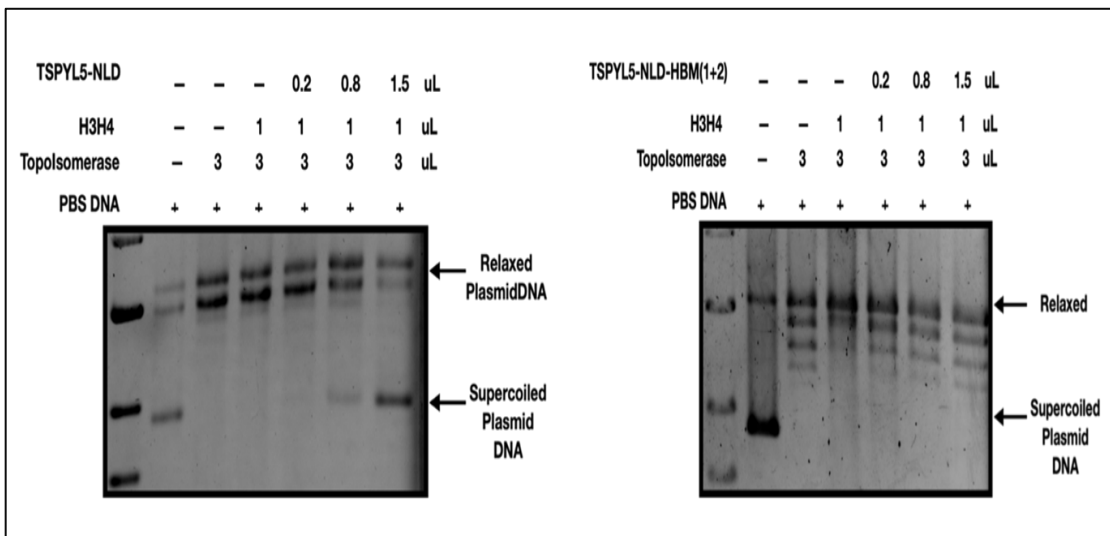 TSPYL5-NLD – – – 0.2 0.8 1.5 uL
H3H4 – – 1 1 1 1 uL
TopoIsomerase – 3 3 3 3 3 uL
PBS DNA + + + + + +
Relaxed
PlasmidDNA
Supercoiled
Plasmid
DNA
TSPYL5-NLD-HBM(1+2) – – – 0.2 0.8 1.5 uL
H3H4 – – 1 1 1 1 uL
TopoIsomerase – 3 3 3 3 3 uL
PBS DNA + + + + + +
Relaxed
Supercoiled
Plasmid
DNA